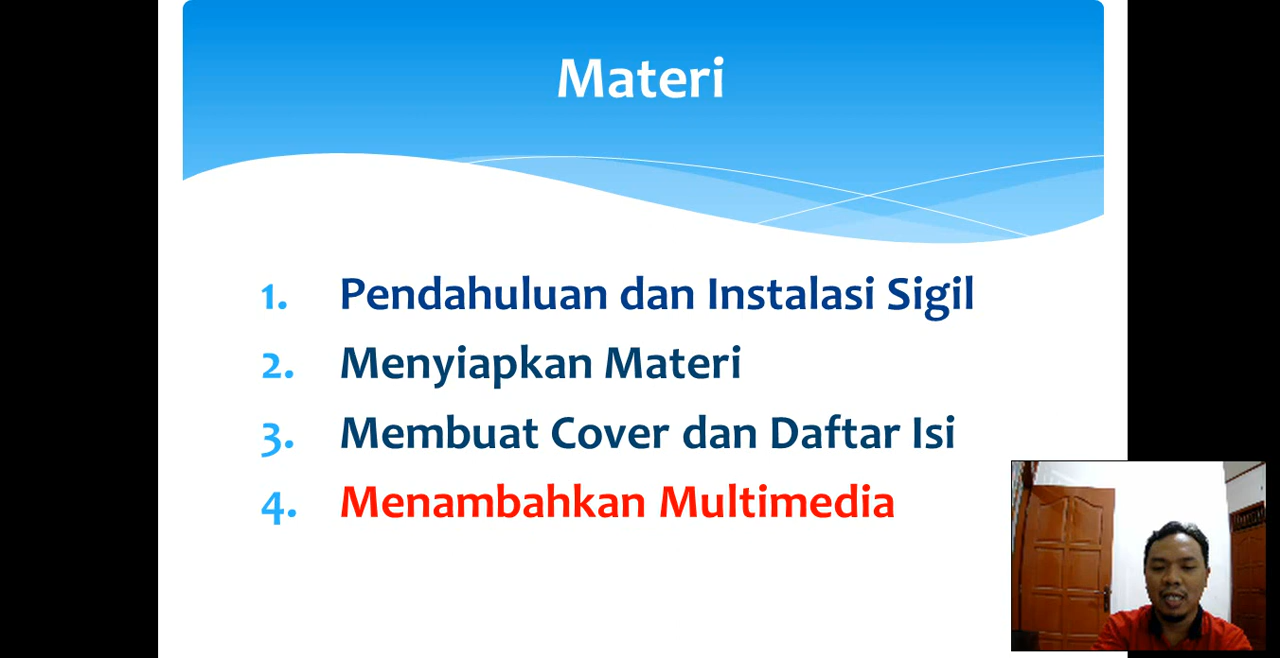 Materi
1. Pendahuluan dan Instalasi Sigil
2. Menyiapkan Materi
3. Membuat Cover dan Daftar Isi
4. Menambahkan Multimedia